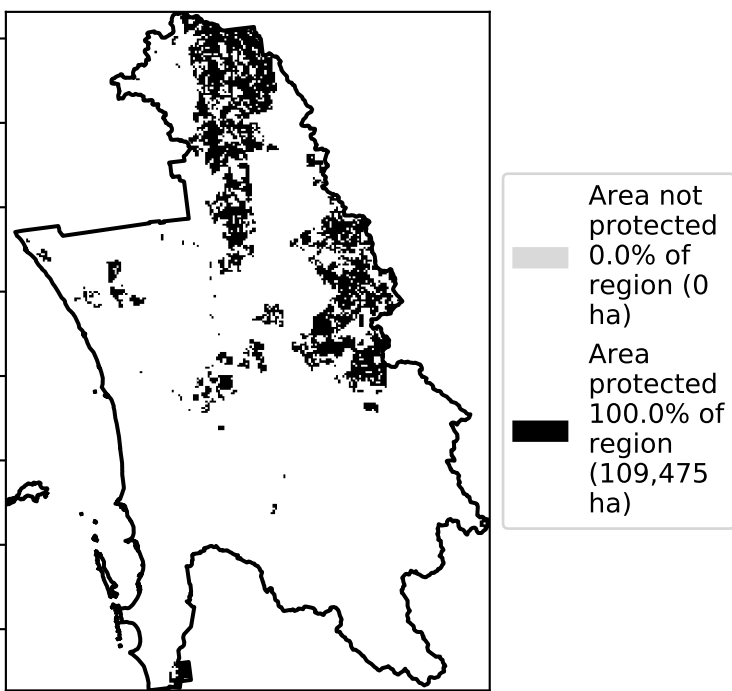 Area not
protected
0.0% of
region (0
ha)
Area
protected
100.0% of
region
(109,475
ha)